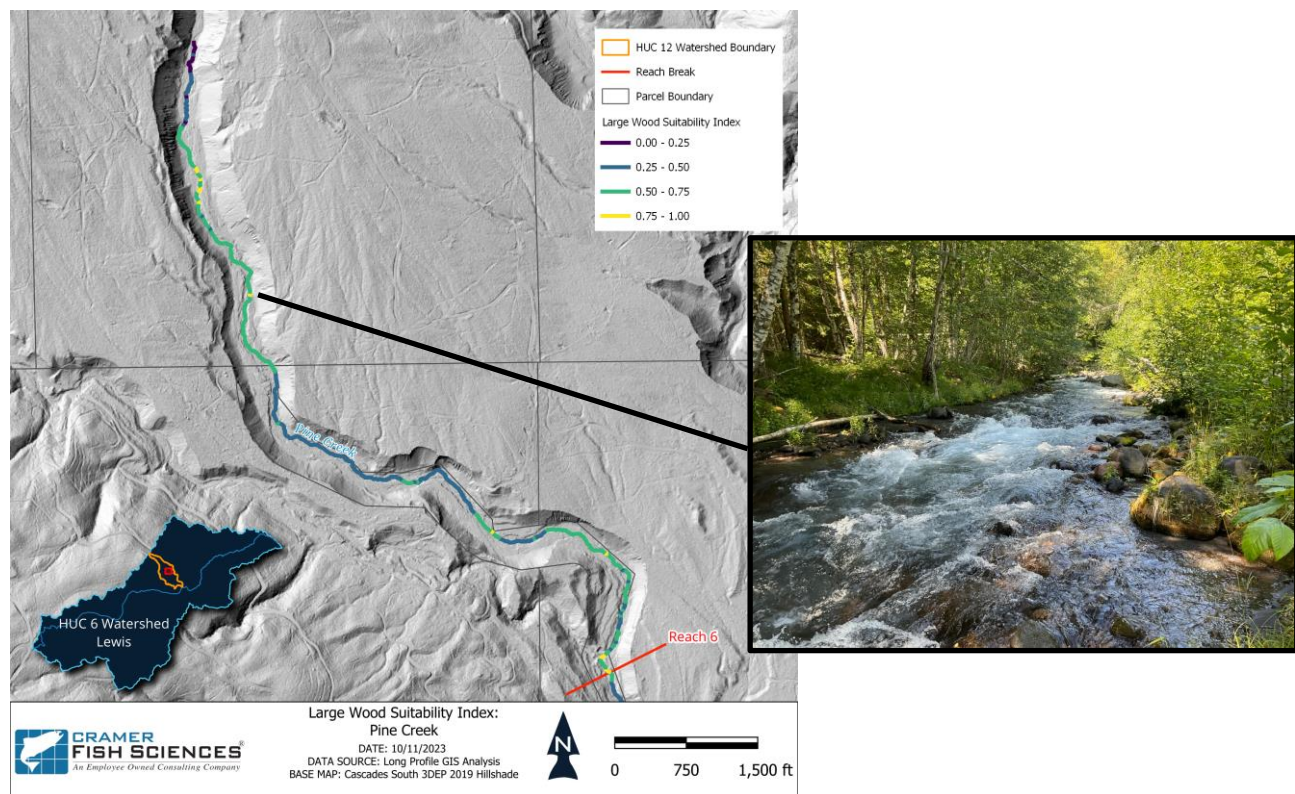 HUC 12 Watershed Boundary
Reach Break
Parcel Boundary
Large Wood Suitability Index
0.00 - 0.25
0.25 - 0.50
0.50 - 0.75
0.75 - 1.00
Pine Creek
HUC 6 Watershed
Lewis
Reach 6
CRAMER
FISH SCIENCES®
An Employee Owned Consulting Company
Large Wood Suitability Index:
Pine Creek
DATE: 10/11/2023
DATA SOURCE: Long Profile GIS Analysis
BASE MAP: Cascades South 3DEP 2019 Hillshade
N
0 750 1,500 ft